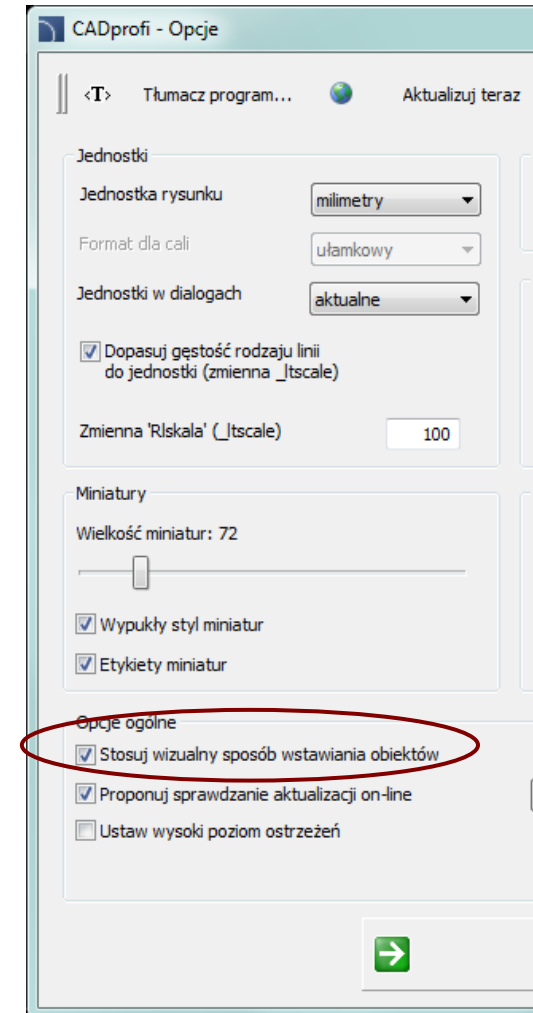 CADprofi - Opcje
<T> Tłumacz program... Aktualizuj teraz
Jednostki
Jednostka rysunku milimetry
Format dla cali ułamkowy
Jednostki w dialogach aktualne
Dopasuj gęstość rodzaju linii
do jednostki (zmienna _ltscale)
Zmienna 'Rlskala' (_ltscale) 100
Miniatury
Wielkość miniatur: 72
Wypukły styl miniatur
Etykiety miniatur
Opcje ogólne
Stosuj wizualny sposób wstawiania obiektów
Proponuj sprawdzanie aktualizacji on-line
Ustaw wysoki poziom ostrzeżeń